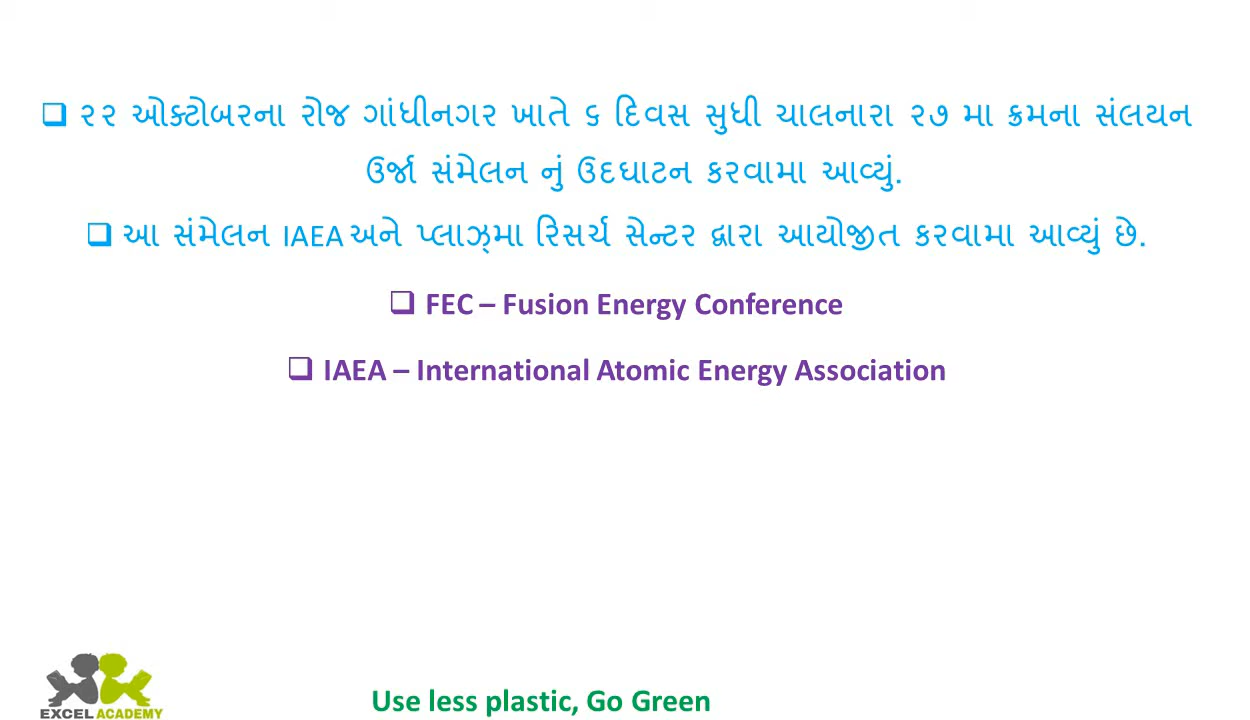 ❑ ૨૨ ઓક્ટોબરના રોજ ગાંધીનગર ખાતે ૬ દિવસ સુધી ચાલનારા ૨૭ મા ક્રમના સંલયન
ઉર્જા સંમેલન નું ઉદઘાટન કરવામા આવ્યું.
❑ આ સંમેલન IAEA અને પ્લાઝ્મા રિસર્ચ સેન્ટર દ્વારા આયોજીત કરવામા આવ્યું છે.
❑ FEC – Fusion Energy Conference
❑ IAEA – International Atomic Energy Association
EXCEL ACADEMY
Use less plastic, Go Green